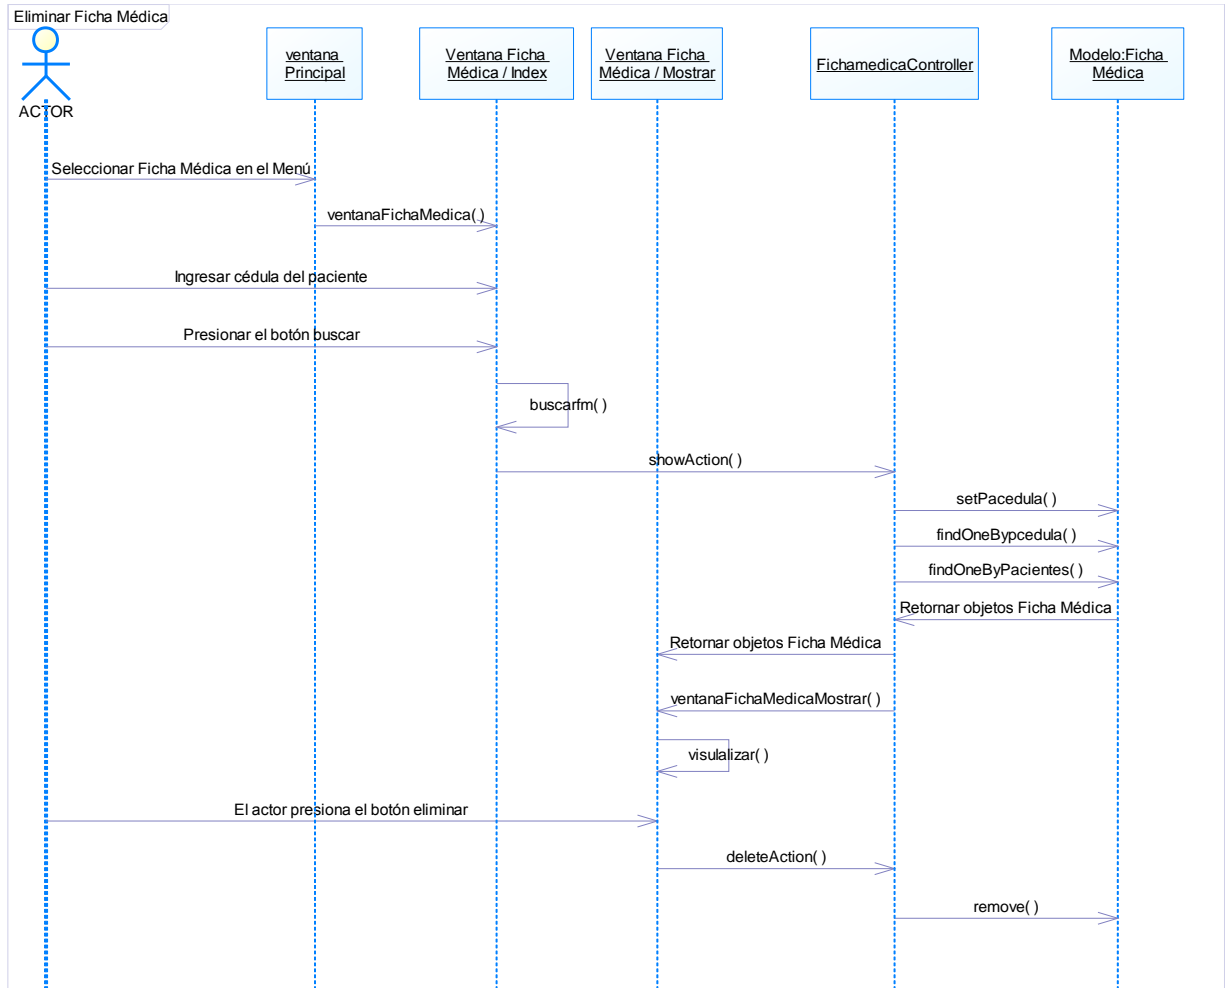 Eliminar Ficha Médica
ACTOR
ventana
Principal
Ventana Ficha
Médica / Index
Ventana Ficha
Médica / Mostrar
FichamedicaController
Modelo:Ficha
Médica
Seleccionar Ficha Médica en el Menú
ventanaFichaMedica( )
Ingresar cédula del paciente
Presionar el botón buscar
buscarfm( )
showAction( )
setPacedula( )
findOneBypcedula( )
findOneByPacientes( )
Retornar objetos Ficha Médica
Retornar objetos Ficha Médica
ventanaFichaMedicaMostrar( )
visulalizar( )
El actor presiona el botón eliminar
deleteAction( )
remove( )